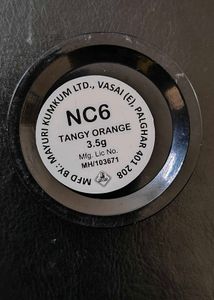 MFD BY.: MAYURI KUMKUM LTD., VASAI (E), PALGHAR 401 208
NC6
TANGY ORANGE
3.5g
Mfg. Lic No.
MH/103671